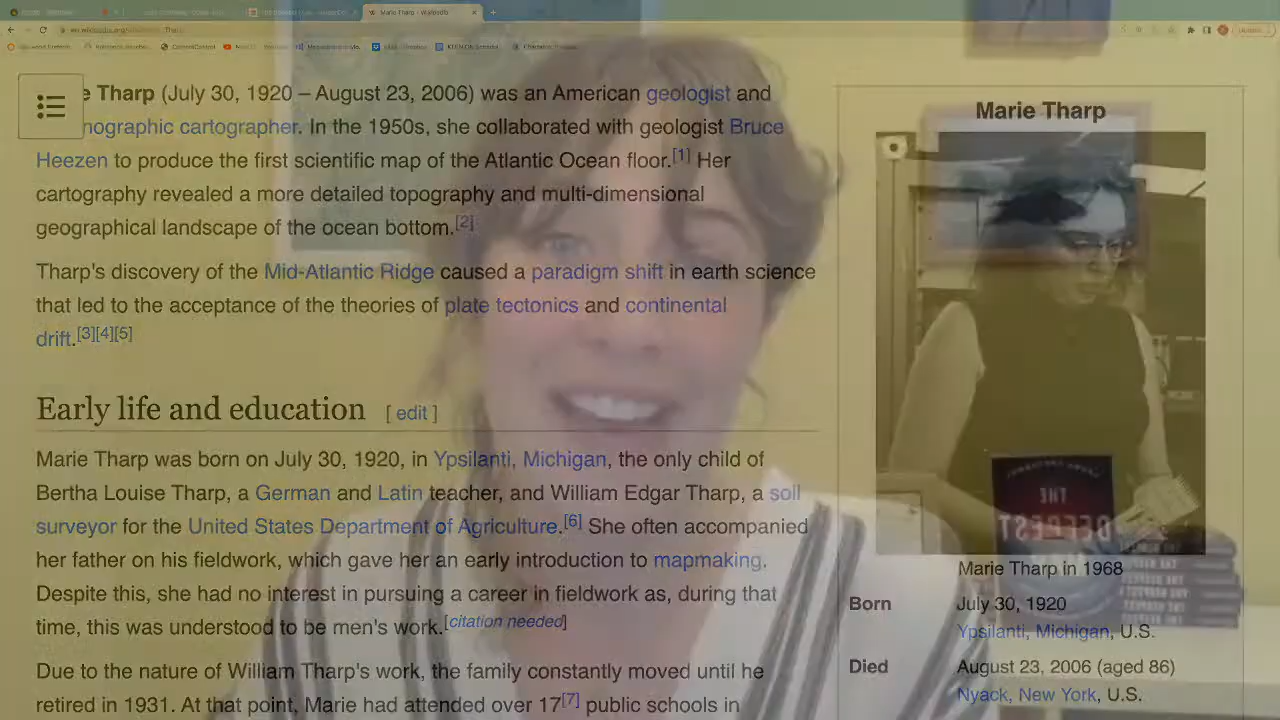 Marie Tharp - Wikipedia
e Tharp (July 30, 1920 – August 23, 2006) was an American geologist and
nographic cartographer. In the 1950s, she collaborated with geologist Bruce
Heezen to produce the first scientific map of the Atlantic Ocean floor.[1] Her
cartography revealed a more detailed topography and multi-dimensional
geographical landscape of the ocean bottom.[2]
Tharp's discovery of the Mid-Atlantic Ridge caused a paradigm shift in earth science
that led to the acceptance of the theories of plate tectonics and continental
drift.[3][4][5]
Early life and education [ edit ]
Marie Tharp was born on July 30, 1920, in Ypsilanti, Michigan, the only child of
Bertha Louise Tharp, a German and Latin teacher, and William Edgar Tharp, a soil
surveyor for the United States Department of Agriculture.[6] She often accompanied
her father on his fieldwork, which gave her an early introduction to mapmaking.
Despite this, she had no interest in pursuing a career in fieldwork as, during that
time, this was understood to be men's work.[citation needed]
Due to the nature of William Tharp's work, the family constantly moved until he
retired in 1931. At that point, Marie had attended over 17[7] public schools in
Marie Tharp
THE
DEEPEST
Marie Tharp in 1968
Born July 30, 1920
Ypsilanti, Michigan, U.S.
Died August 23, 2006 (aged 86)
Nyack, New York, U.S.